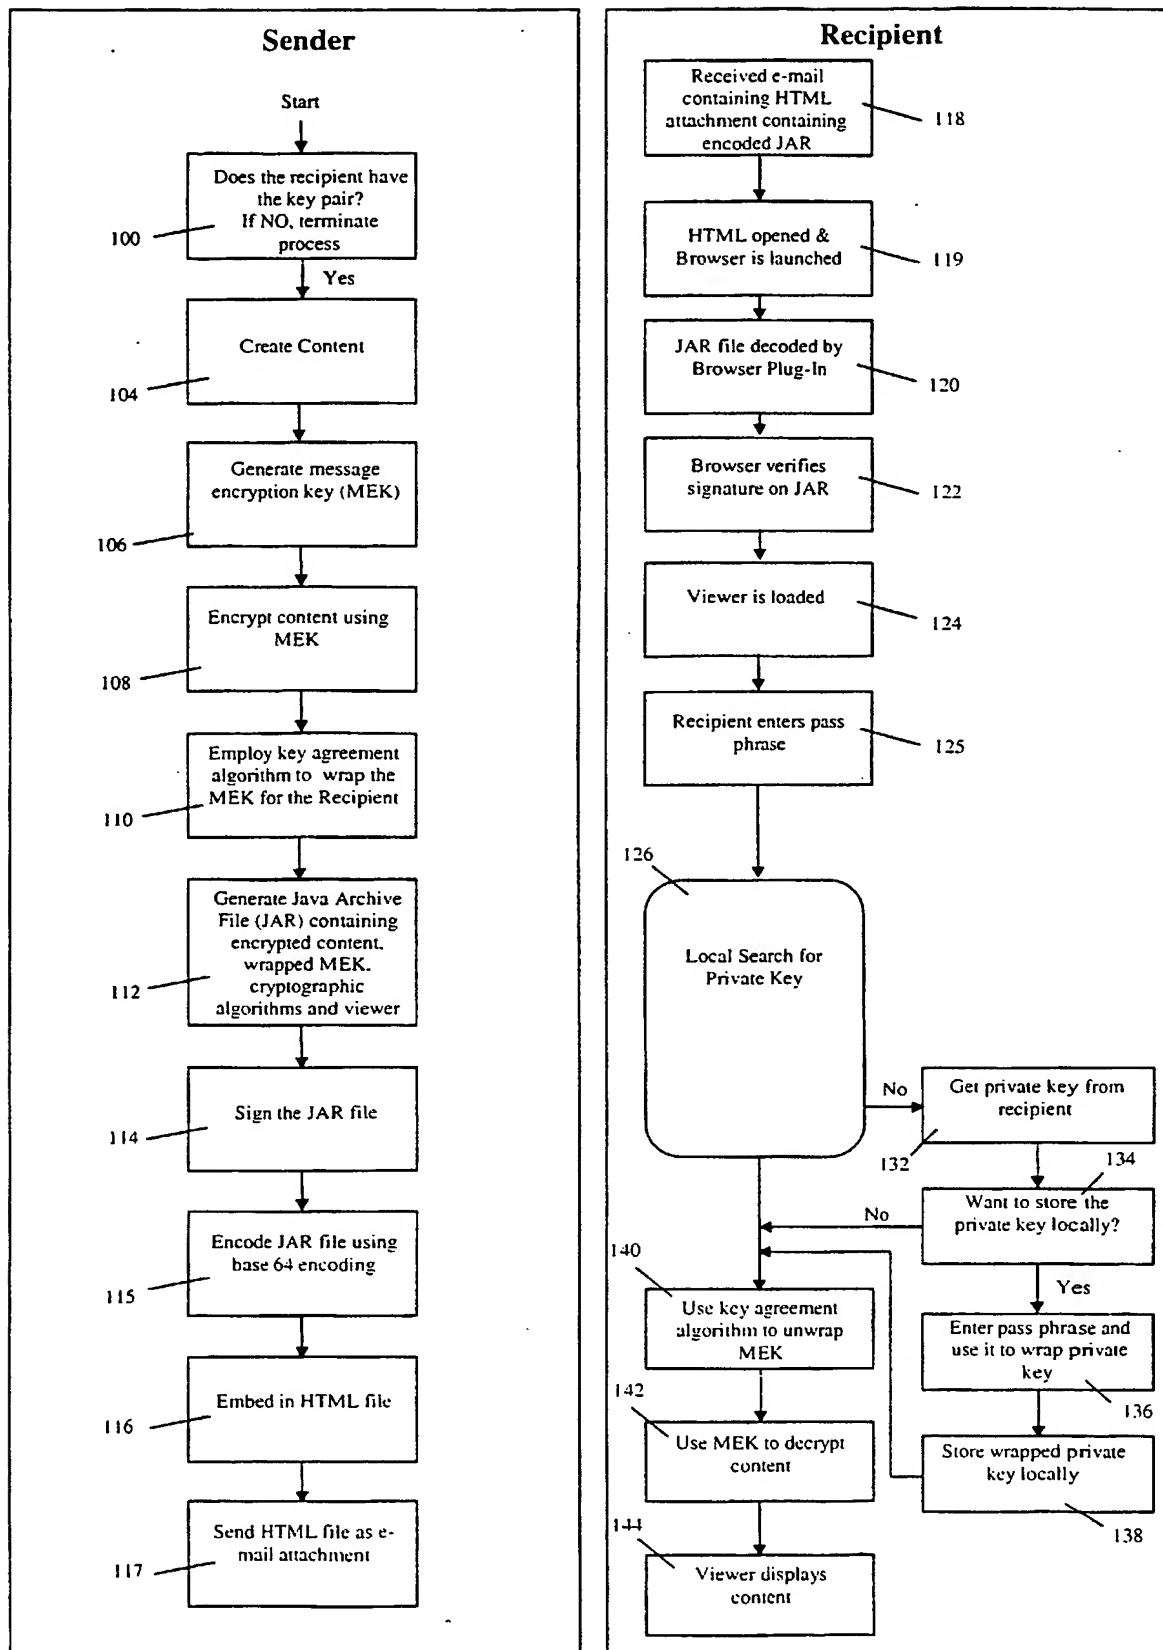 Sender
Start
Does the recipient have
the key pair?
If NO, terminate
process
100
Yes
Create Content
104
Generate message
encryption key (MEK)
106
Encrypt content using
MEK
108
Employ key agreement
algorithm to wrap the
MEK for the Recipient
110
Generate Java Archive
File (JAR) containing
encrypted content,
wrapped MEK,
cryptographic
algorithms and viewer
112
Sign the JAR file
114
Encode JAR file using
base 64 encoding
115
Embed in HTML file
116
Send HTML file as e-
mail attachment
117
Recipient
Received e-mail
containing HTML
attachment containing
encoded JAR
118
HTML opened &
Browser is launched
119
JAR file decoded by
Browser Plug-In
120
Browser verifies
signature on JAR
122
Viewer is loaded
124
Recipient enters pass
phrase
125
126
Local Search for
Private Key
No
Get private key from
recipient
132
134
Want to store the
private key locally?
No
Yes
Enter pass phrase and
use it to wrap private
key
136
Store wrapped private
key locally
138
140
Use key agreement
algorithm to unwrap
MEK
142
Use MEK to decrypt
content
144
Viewer displays
content